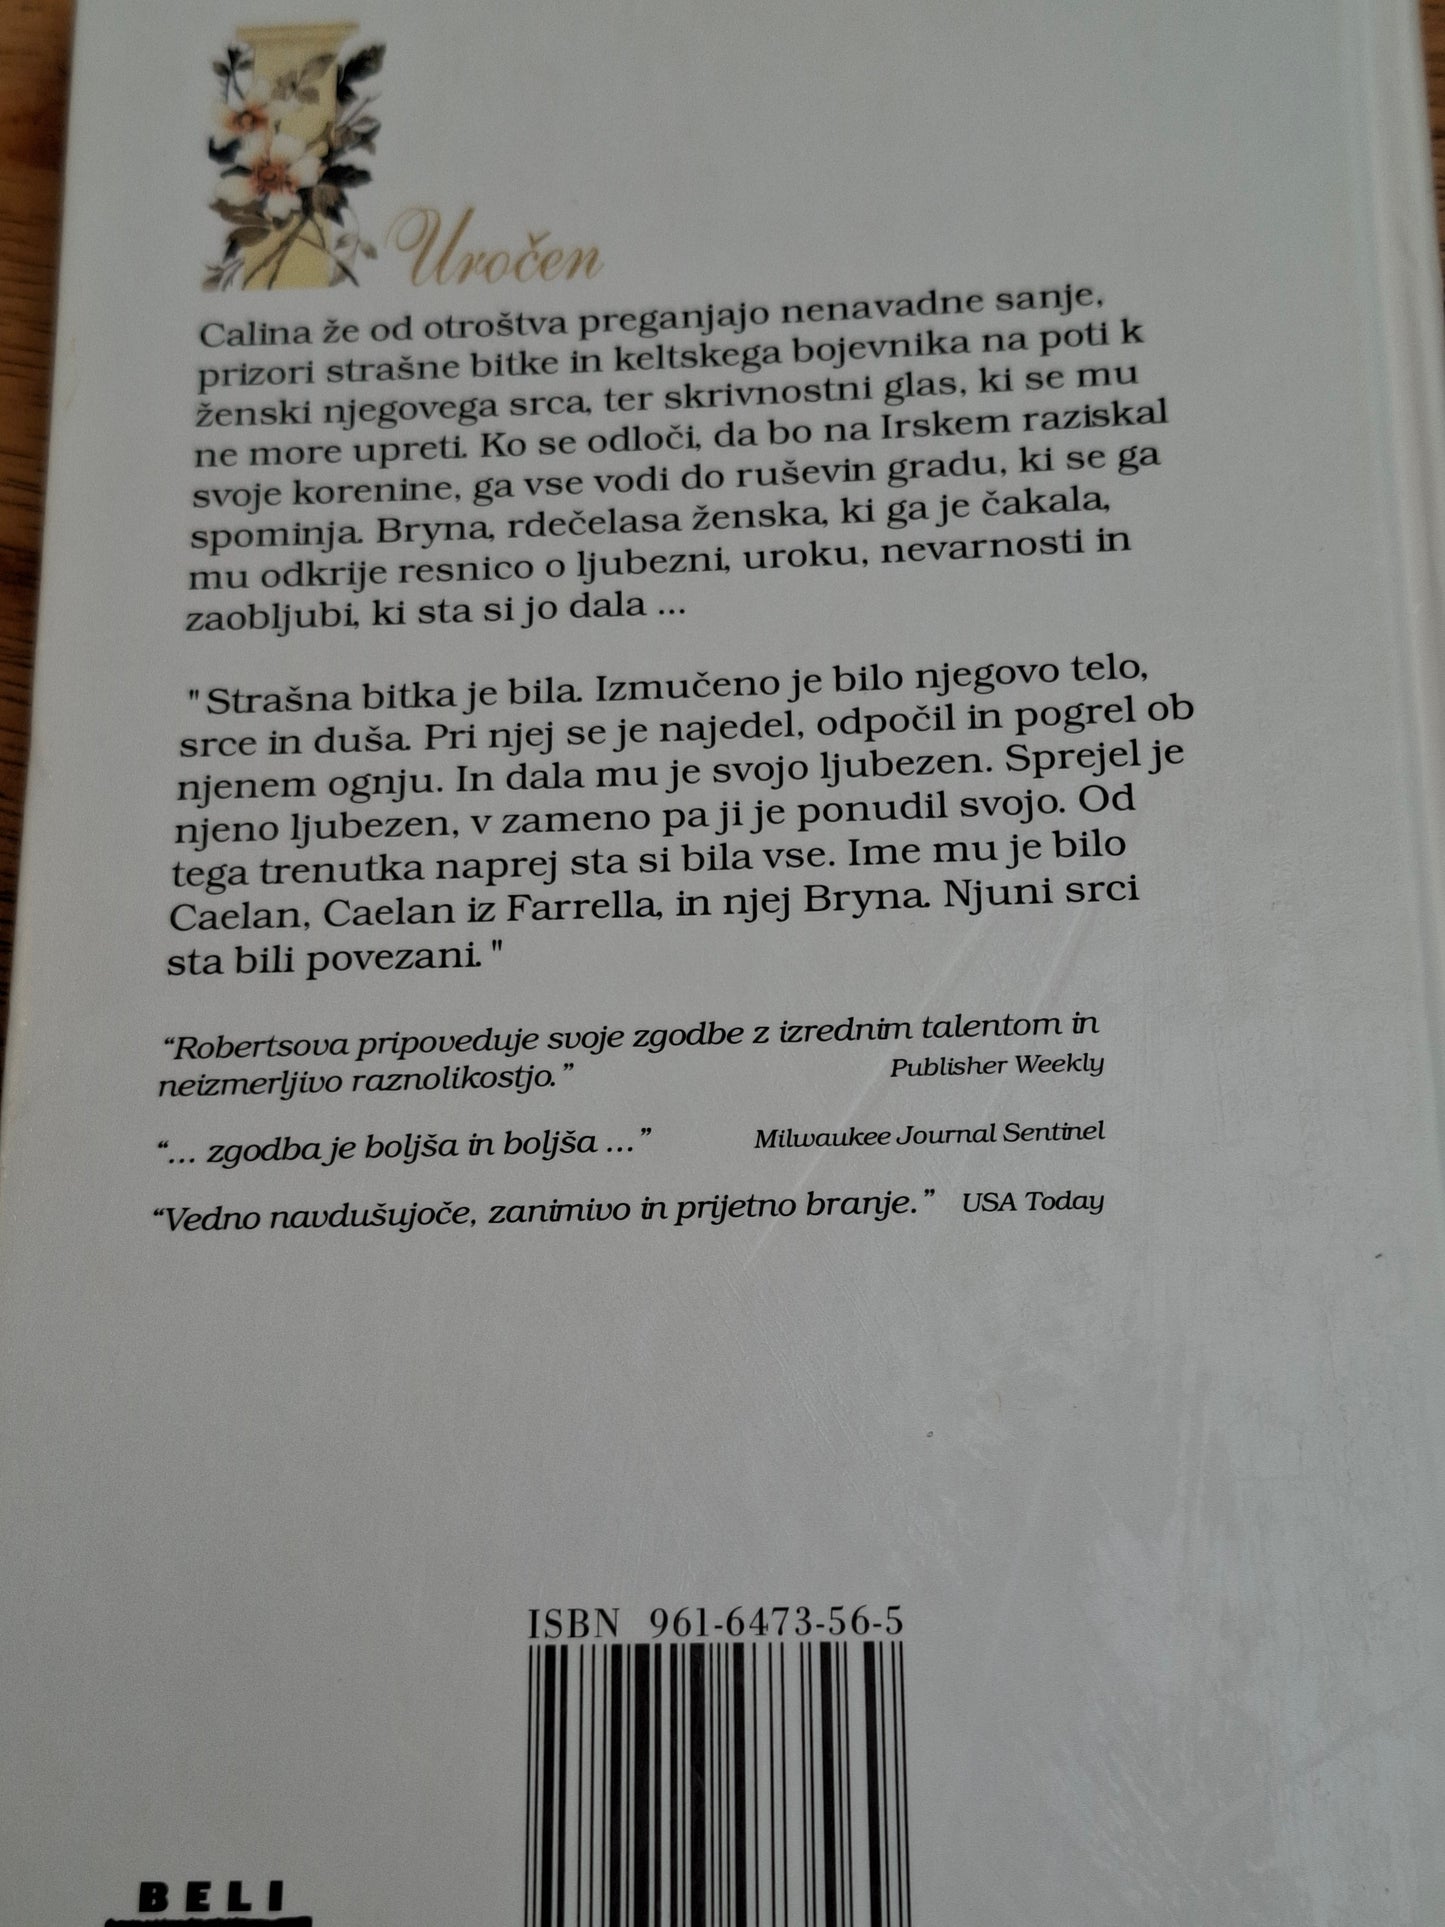 Uročen
Calina že od otroštva preganjajo nenavadne sanje,
prizori strašne bitke in keltskega bojevnika na poti k
ženski njegovega srca, ter skrivnostni glas, ki se mu
ne more upreti. Ko se odloči, da bo na Irskem raziskal
svoje korenine, ga vse vodi do ruševin gradu, ki se ga
spominja. Bryna, rdečelasa ženska, ki ga je čakala,
mu odkrije resnico o ljubezni, uroku, nevarnosti in
zaobljubi, ki sta si jo dala ...
"Strašna bitka je bila. Izmučeno je bilo njegovo telo,
srce in duša. Pri njej se je najedel, odpočil in pogrel ob
njenem ognju. In dala mu je svojo ljubezen. Sprejel je
njeno ljubezen, v zameno pa ji je ponudil svojo. Od
tega trenutka naprej sta si bila vse. Ime mu je bilo
Caelan, Caelan iz Farrella, in njej Bryna. Njuni srci
sta bili povezani."
“Robertsova pripoveduje svoje zgodbe z izrednim talentom in
neizmerljivo raznolikostjo.” Publisher Weekly
“... zgodba je boljša in boljša ...” Milwaukee Journal Sentinel
“Vedno navdušujoče, zanimivo in prijetno branje.” USA Today
ISBN 961-6473-56-5
BELI